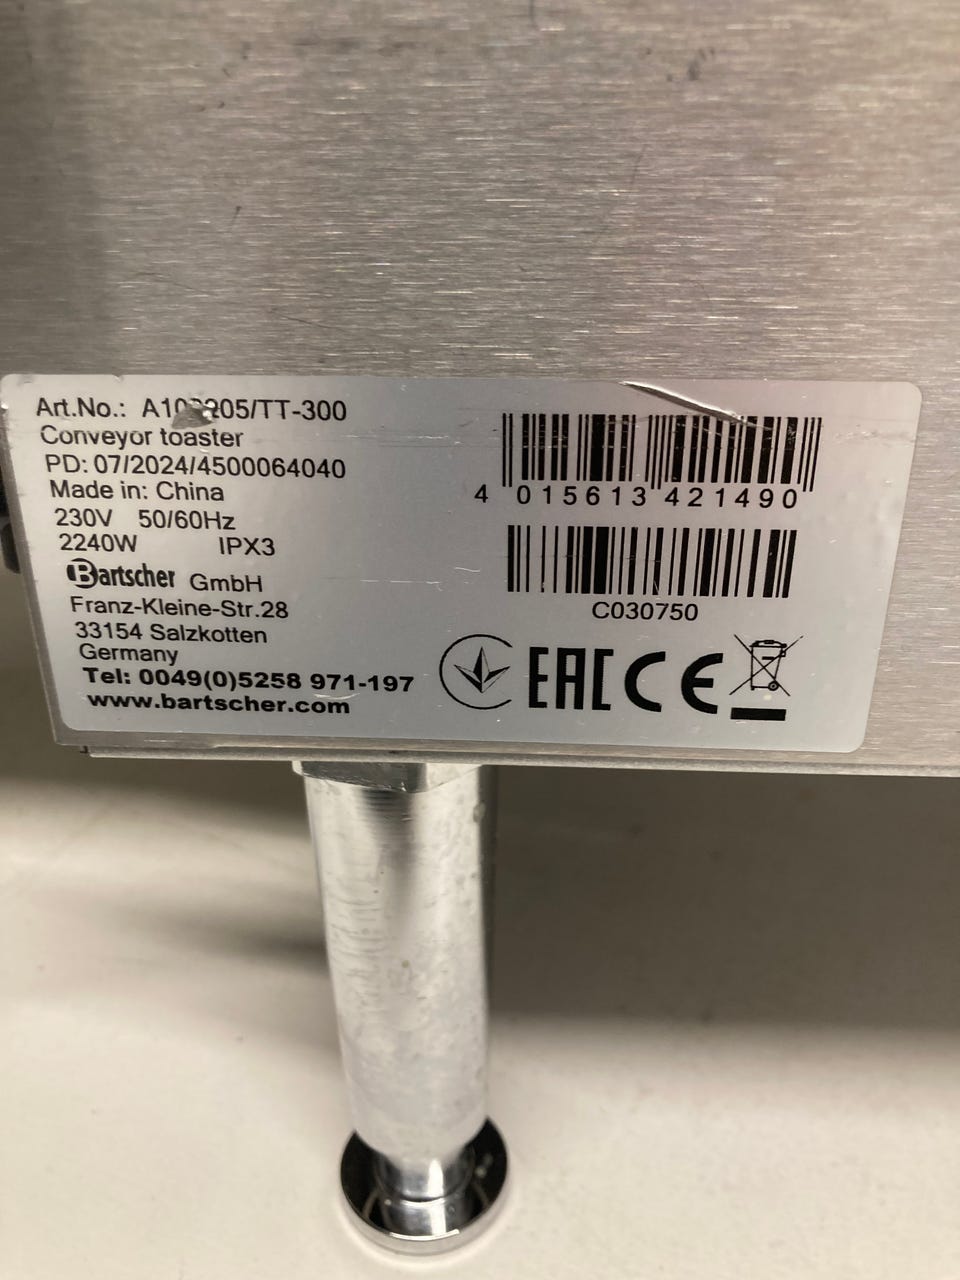 Art.No.: /TT-300
Conveyor toaster
PD: 07/2024/4500064040
Made in: China
230V 50/60Hz
2240W IPX3
Bartscher GmbH
Franz-Kleine-Str.28
33154 Salzkotten
Germany
Tel: 0049(0)5258 971-197
www.bartscher.com
4 015613 421490
C030750
EAC CE